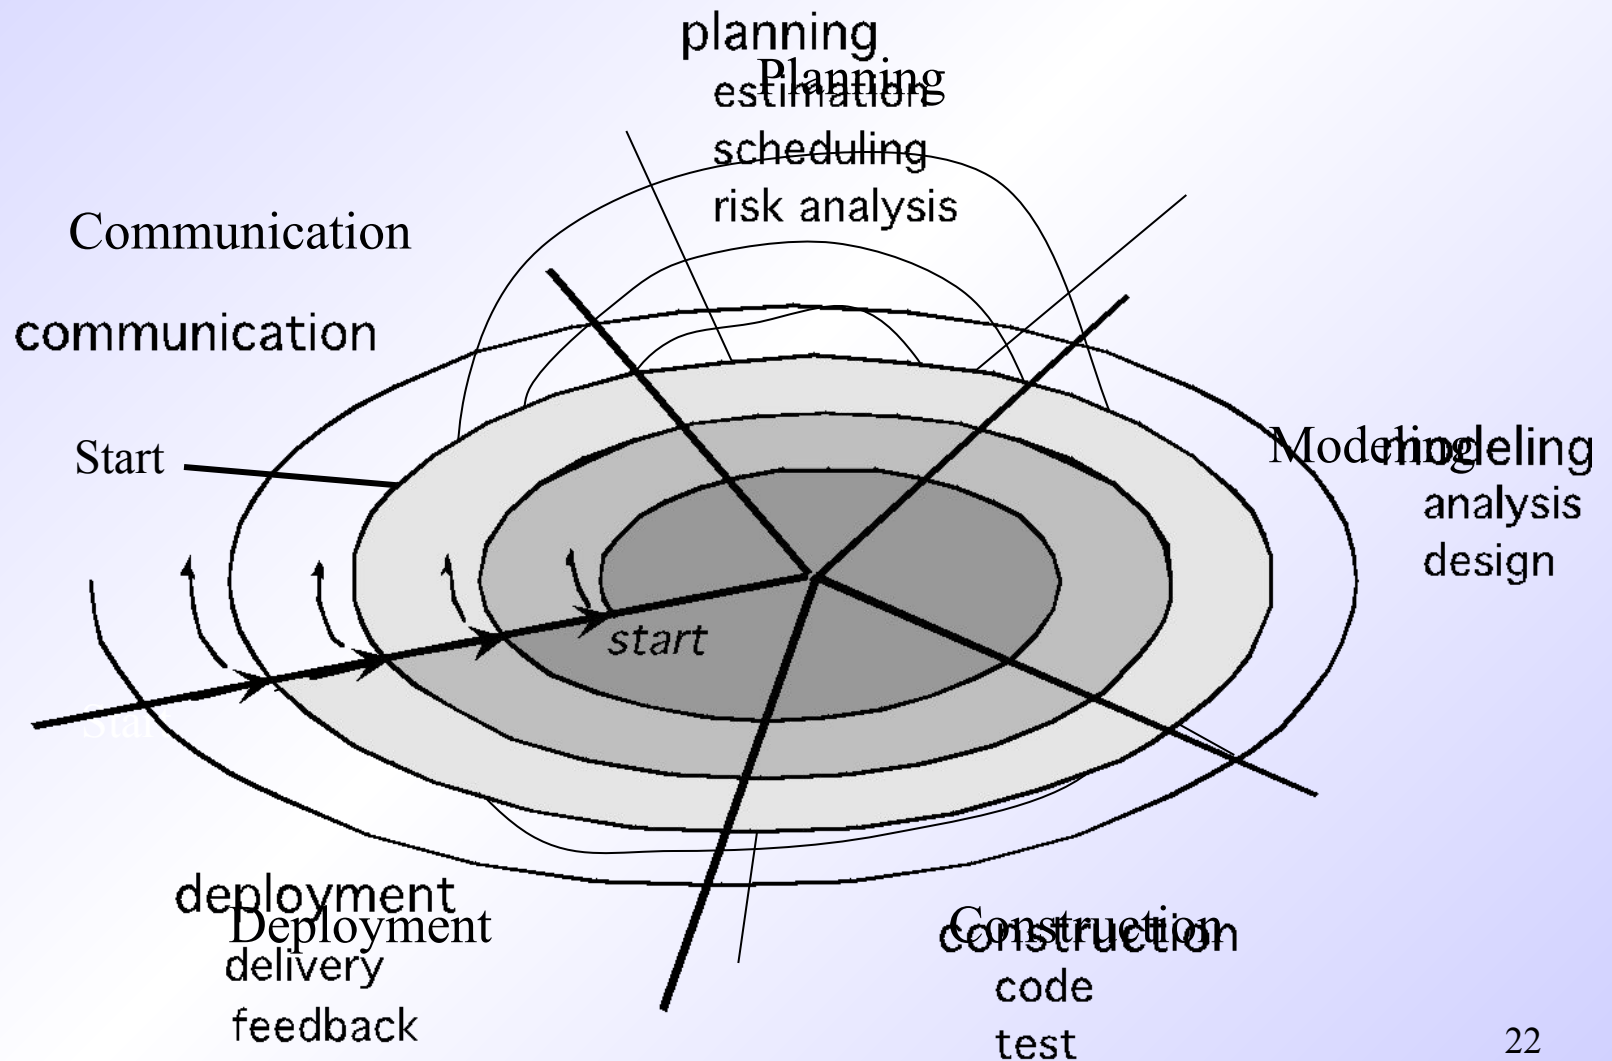 planning
Planning
estimation
scheduling
risk analysis
Communication
communication
Start
Modeling
modeling
analysis
design
start
Start
deployment
Deployment
delivery
feedback
Construction
construction
code
test
22